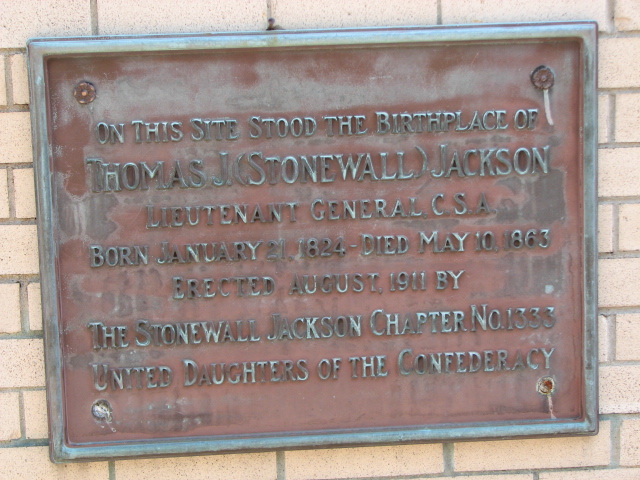 On This Site Stood the Birthplace of
Thomas J. (Stonewall) Jackson
Lieutenant General, C.S.A.
Born January 21, 1824 - Died May 10, 1863
Erected August, 1911 by
The Stonewall Jackson Chapter No. 1333
United Daughters of the Confederacy